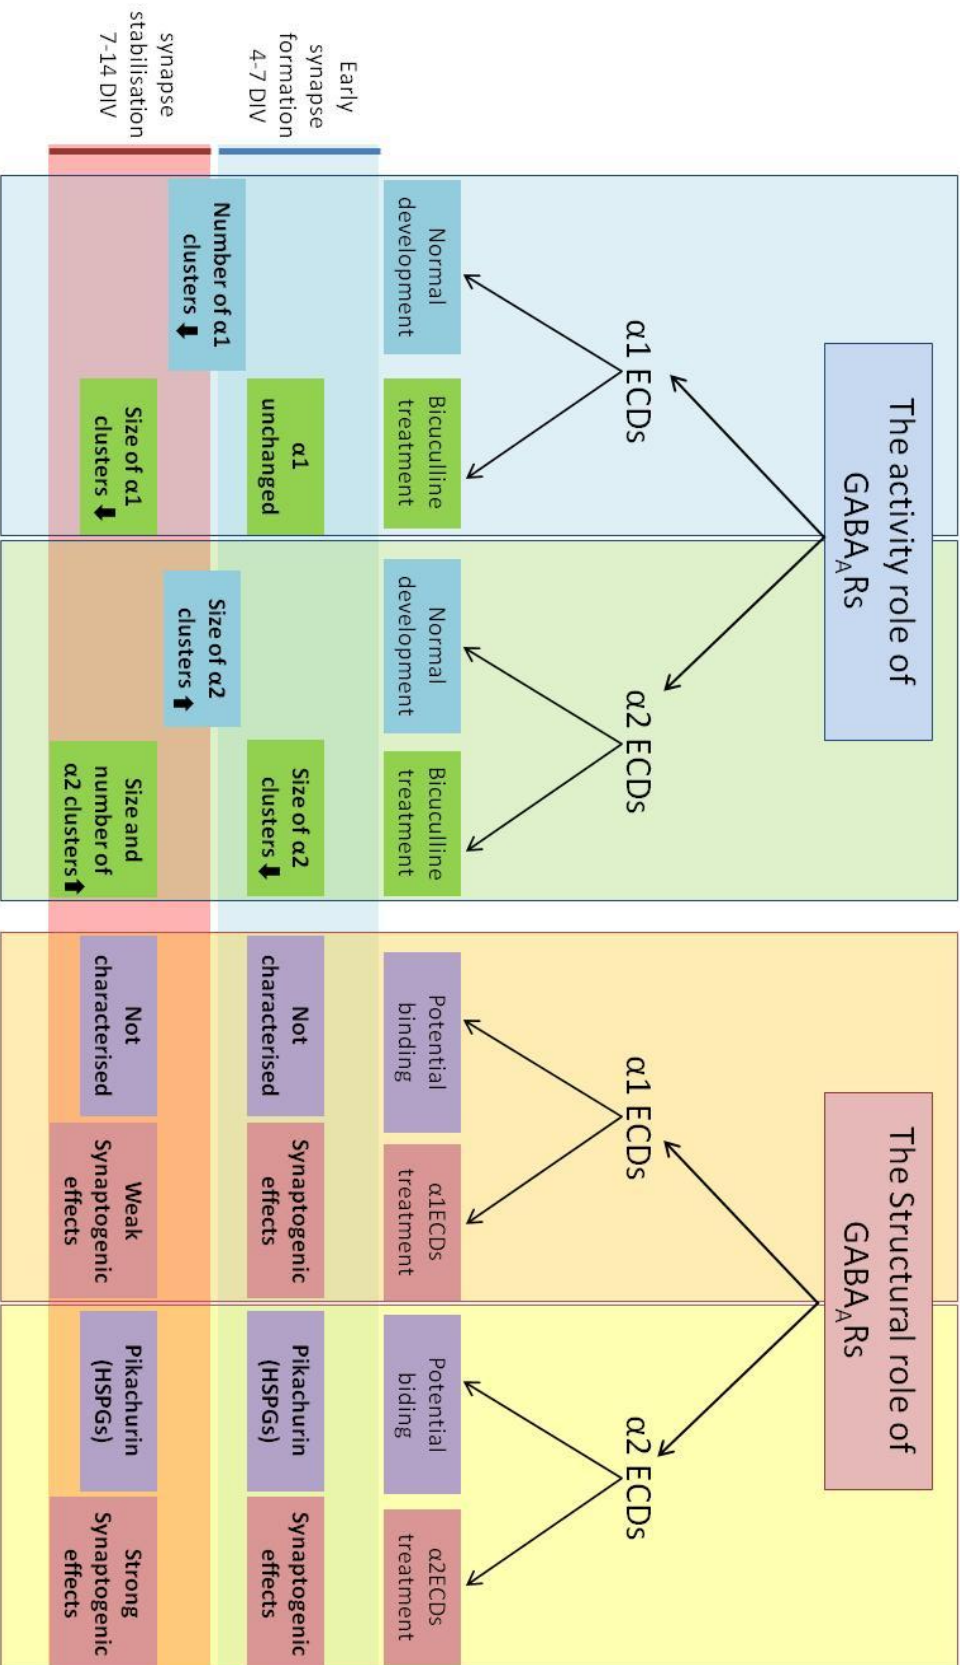 The activity role of
GABA_ARs
The Structural role of
GABA_ARs
α1 ECDs
α2 ECDs
α1 ECDs
α2 ECDs
Normal
development
Bicuculline
treatment
Normal
development
Bicuculline
treatment
Potential
binding
α1ECDs
treatment
Potential
biding
α2ECDs
treatment
Early
synapse
formation
4-7 DIV
α1
unchanged
Size of α2
clusters ⬇
Not
characterised
Synaptogenic
effects
Pikachurin
(HSPGs)
Synaptogenic
effects
Number of α1
clusters ⬇
Size of α2
clusters ⬆
synapse
stabilisation
7-14 DIV
Size of α1
clusters ⬇
Size and
number of
α2 clusters⬆
Not
characterised
Weak
Synaptogenic
effects
Pikachurin
(HSPGs)
Strong
Synaptogenic
effects